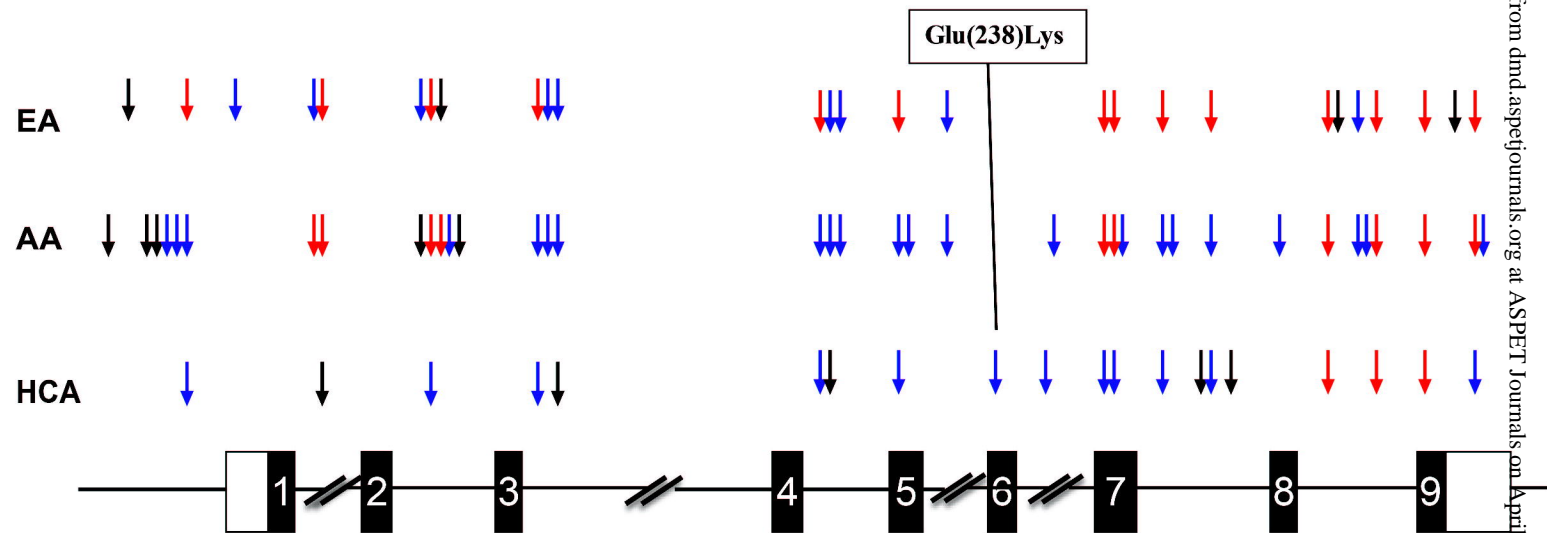 Glu(238)Lys
EA
AA
HCA
1 2 3 4 5 6 7 8 9
from dmd.aspetjournals.org at ASPET Journals on April